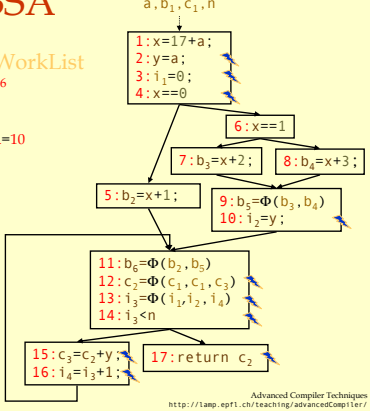 SA
a,b₁,c₁,n
WorkList
6
=10
1:x=17+a;
2:y=a;
3:i₁=0;
4:x==0
6:x==1
7:b₃=x+2;
8:b₄=x+3;
5:b₂=x+1;
9:b₅=Φ(b₃,b₄)
10:i₂=y;
11:b₆=Φ(b₂,b₅)
12:c₂=Φ(c₁,c₁,c₃)
13:i₃=Φ(i₁,i₂,i₄)
14:i₃<n
15:c₃=c₂+y;
16:i₄=i₃+1;
17:return c₂
Advanced Compiler Techniques
http://lamp.epfl.ch/teaching/advancedCompiler/